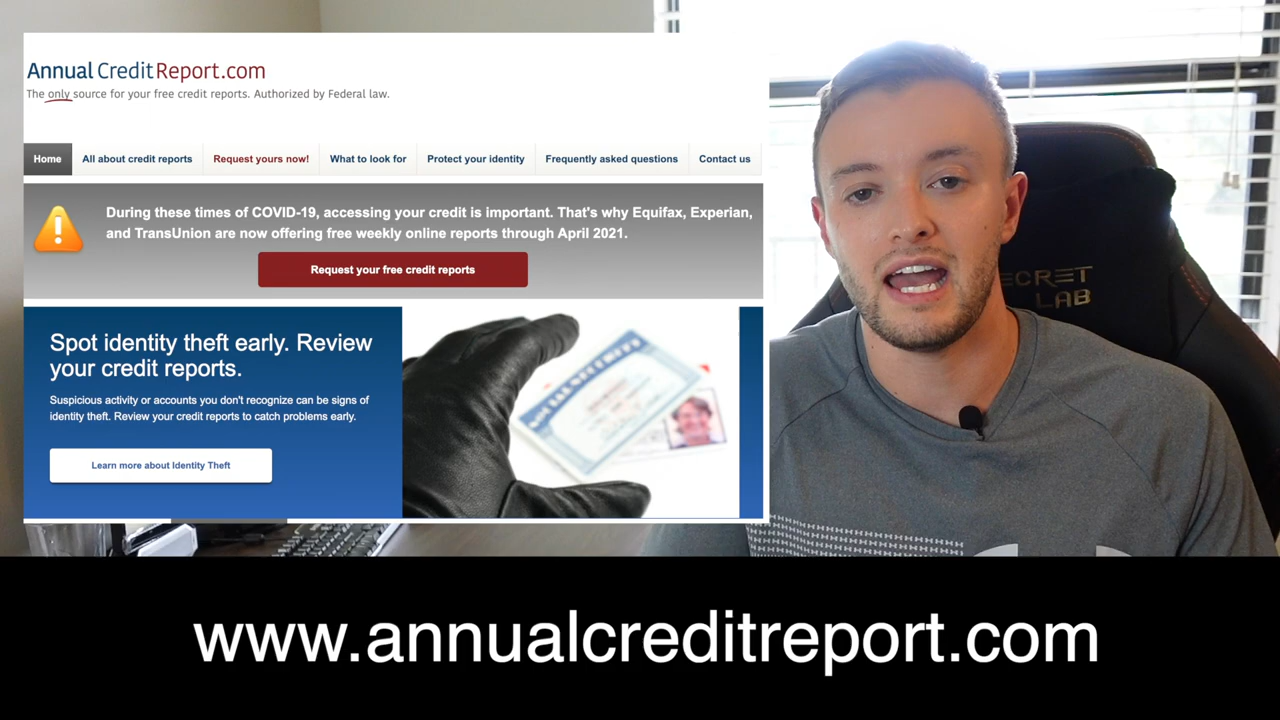 AnnualCreditReport.com
The only source for your free credit reports. Authorized by Federal law.
Home All about credit reports Request yours now! What to look for Protect your identity Frequently asked questions Contact us
During these times of COVID-19, accessing your credit is important. That's why Equifax, Experian,
and TransUnion are now offering free weekly online reports through April 2021.
Request your free credit reports
Spot identity theft early. Review
your credit reports.
Suspicious activity or accounts you don't recognize can be signs of
identity theft. Review your credit reports to catch problems early.
Learn more about Identity Theft
SOCIAL SECURITY
LAB
www.annualcreditreport.com